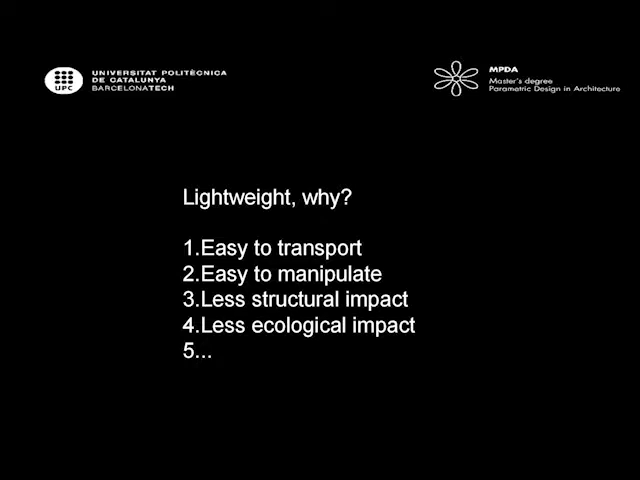 UNIVERSITAT POLITÈCNICA
DE CATALUNYA
BARCELONATECH
UPC
MPDA
Master's degree
Parametric Design in Architecture
Lightweight, why?
1.Easy to transport
2.Easy to manipulate
3.Less structural impact
4.Less ecological impact
5...